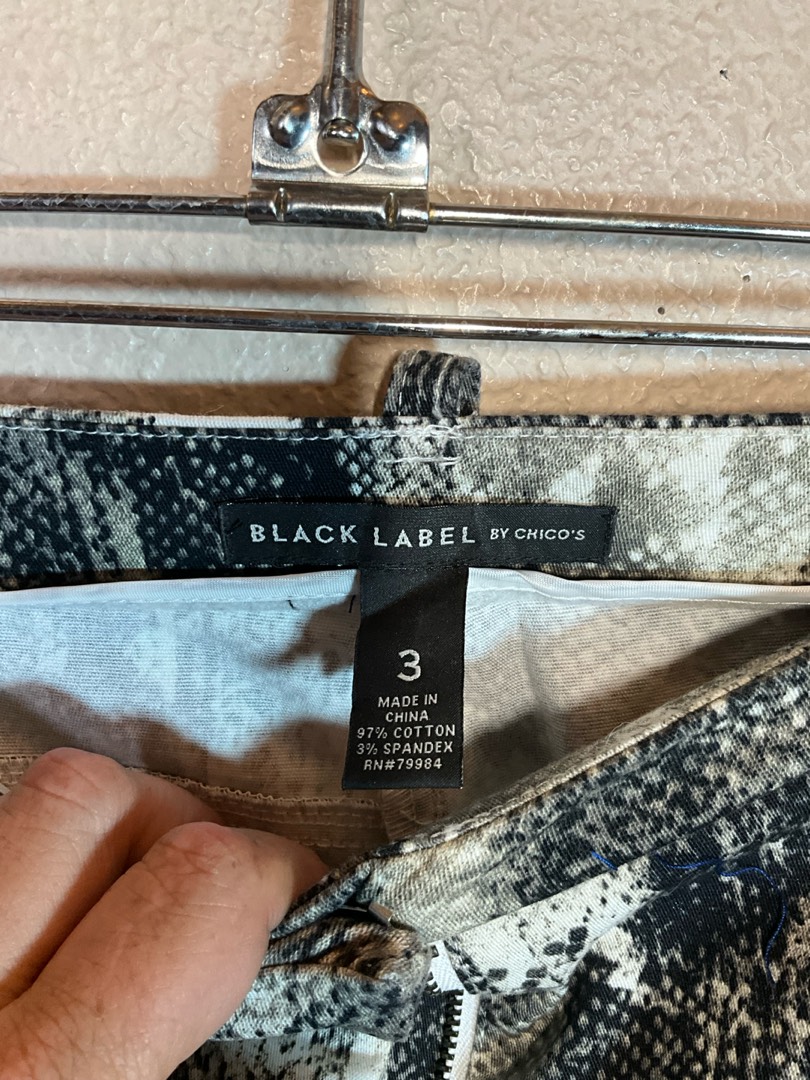 BLACK LABEL BY CHICO'S
3
MADE IN
CHINA
97% COTTON
3% SPANDEX
RN#79984